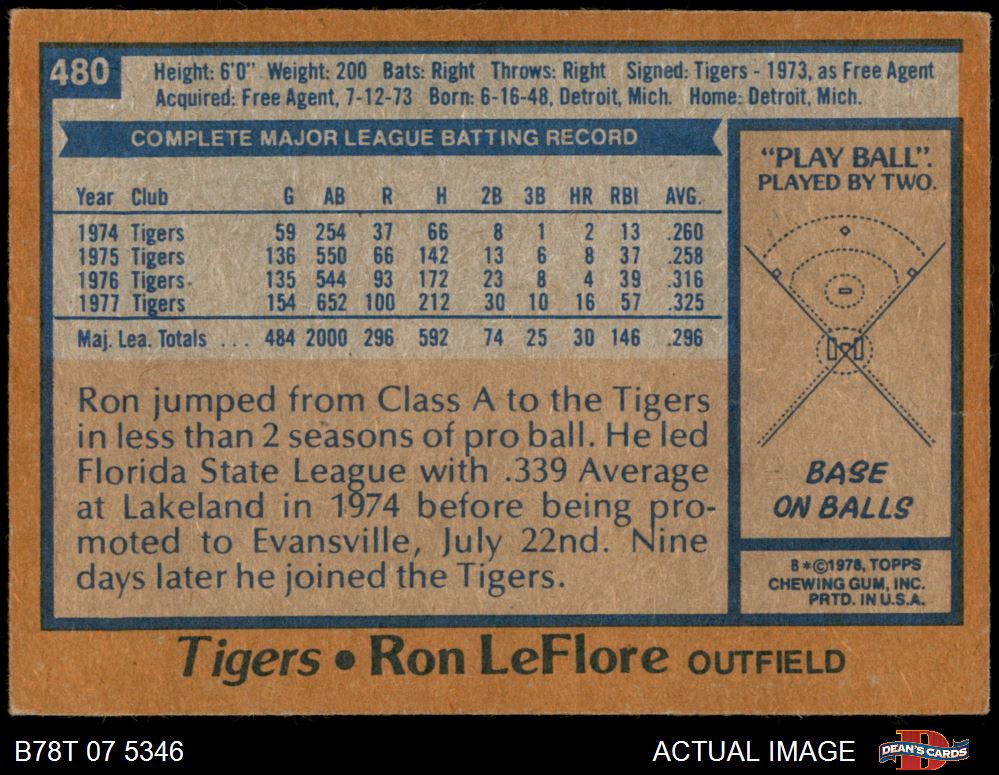 480
Height: 6'0" Weight: 200 Bats: Right Throws: Right Signed: Tigers - 1973, as Free Agent
Acquired: Free Agent, 7-12-73 Born: 6-16-48, Detroit, Mich. Home: Detroit, Mich.
COMPLETE MAJOR LEAGUE BATTING RECORD
Year Club G AB R H 2B 3B HR RBI AVG.
1974 Tigers 59 254 37 66 8 1 2 13 .260
1975 Tigers 136 550 66 142 13 6 8 37 .258
1976 Tigers 135 544 93 172 23 8 4 39 .316
1977 Tigers 154 652 100 212 30 10 16 57 .325
Maj. Lea. Totals . . . 484 2000 296 592 74 25 30 146 .296
Ron jumped from Class A to the Tigers
in less than 2 seasons of pro ball. He led
Florida State League with .339 Average
at Lakeland in 1974 before being pro-
moted to Evansville, July 22nd. Nine
days later he joined the Tigers.
"PLAY BALL".
PLAYED BY TWO.
BASE
ON BALLS
B*©1978, TOPPS
CHEWING GUM, INC.
PRTD. IN U.S.A.
Tigers • Ron LeFlore OUTFIELD
B78T 07 5346
ACTUAL IMAGE
D
DEAN'S CARDS